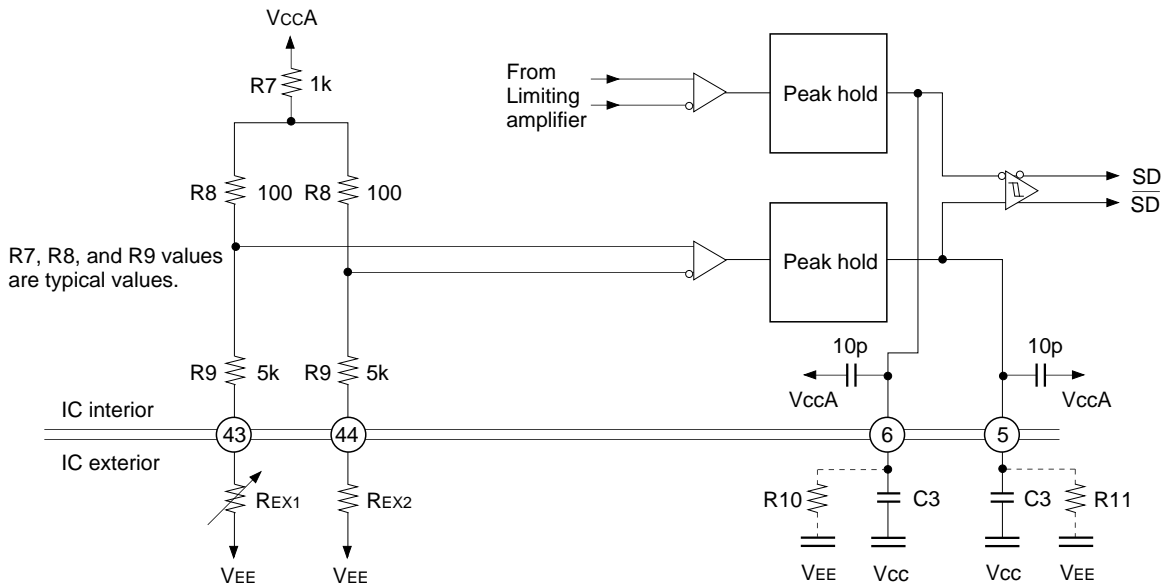 VCCA
R7 1k
From
Limiting
amplifier
Peak hold
R8 100 R8 100
SD
SD
R7, R8, and R9 values
are typical values.
Peak hold
R9 5k R9 5k
10p 10p
VCCA VCCA
IC interior
43 44 6 5
IC exterior
REX1 REX2
R10 C3 C3 R11
VEE VEE VEE VCC VCC VEE